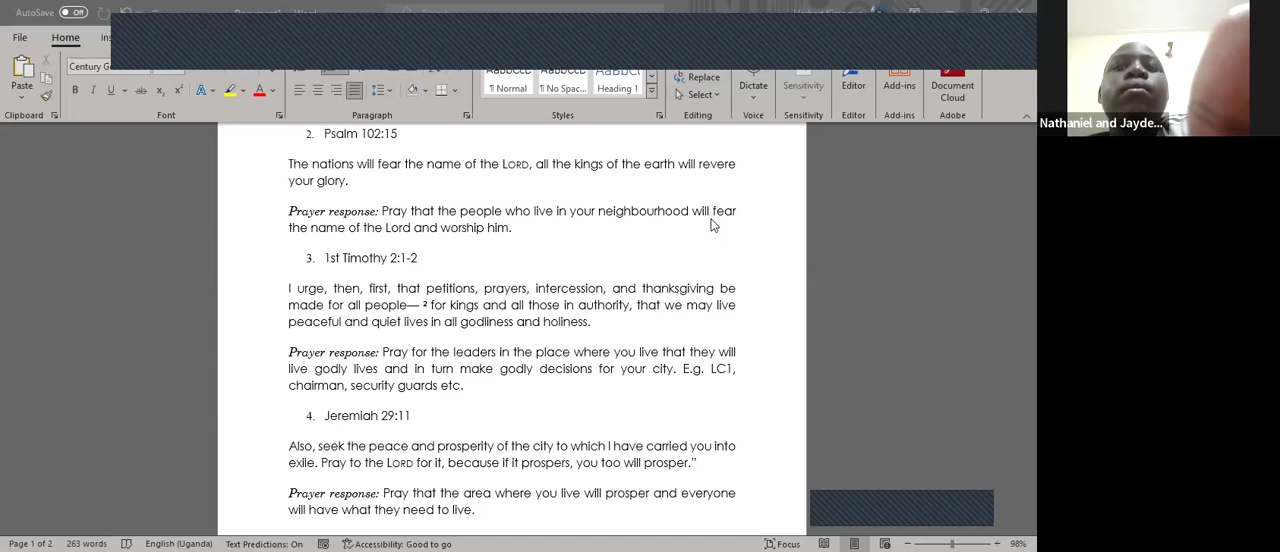 AutoSave Off
File Home
Century G
Paste
B I U ab x₂ x² A A
Clipboard Font Paragraph Styles Editing Voice Sensitivity Editor Add-ins Adobe
¶ Normal ¶ No Spac... Heading 1
Replace
Select
Dictate Sensitivity Editor Add-ins Document Cloud
Nathaniel and Jayde...
2. Psalm 102:15
The nations will fear the name of the LORD, all the kings of the earth will revere
your glory.
Prayer response: Pray that the people who live in your neighbourhood will fear
the name of the Lord and worship him.
3. 1st Timothy 2:1-2
I urge, then, first, that petitions, prayers, intercession, and thanksgiving be
made for all people— ² for kings and all those in authority, that we may live
peaceful and quiet lives in all godliness and holiness.
Prayer response: Pray for the leaders in the place where you live that they will
live godly lives and in turn make godly decisions for your city. E.g. LC1,
chairman, security guards etc.
4. Jeremiah 29:11
Also, seek the peace and prosperity of the city to which I have carried you into
exile. Pray to the LORD for it, because if it prospers, you too will prosper.”
Prayer response: Pray that the area where you live will prosper and everyone
will have what they need to live.
Page 1 of 2 263 words English (Uganda) Text Predictions: On Accessibility: Good to go Focus 98%